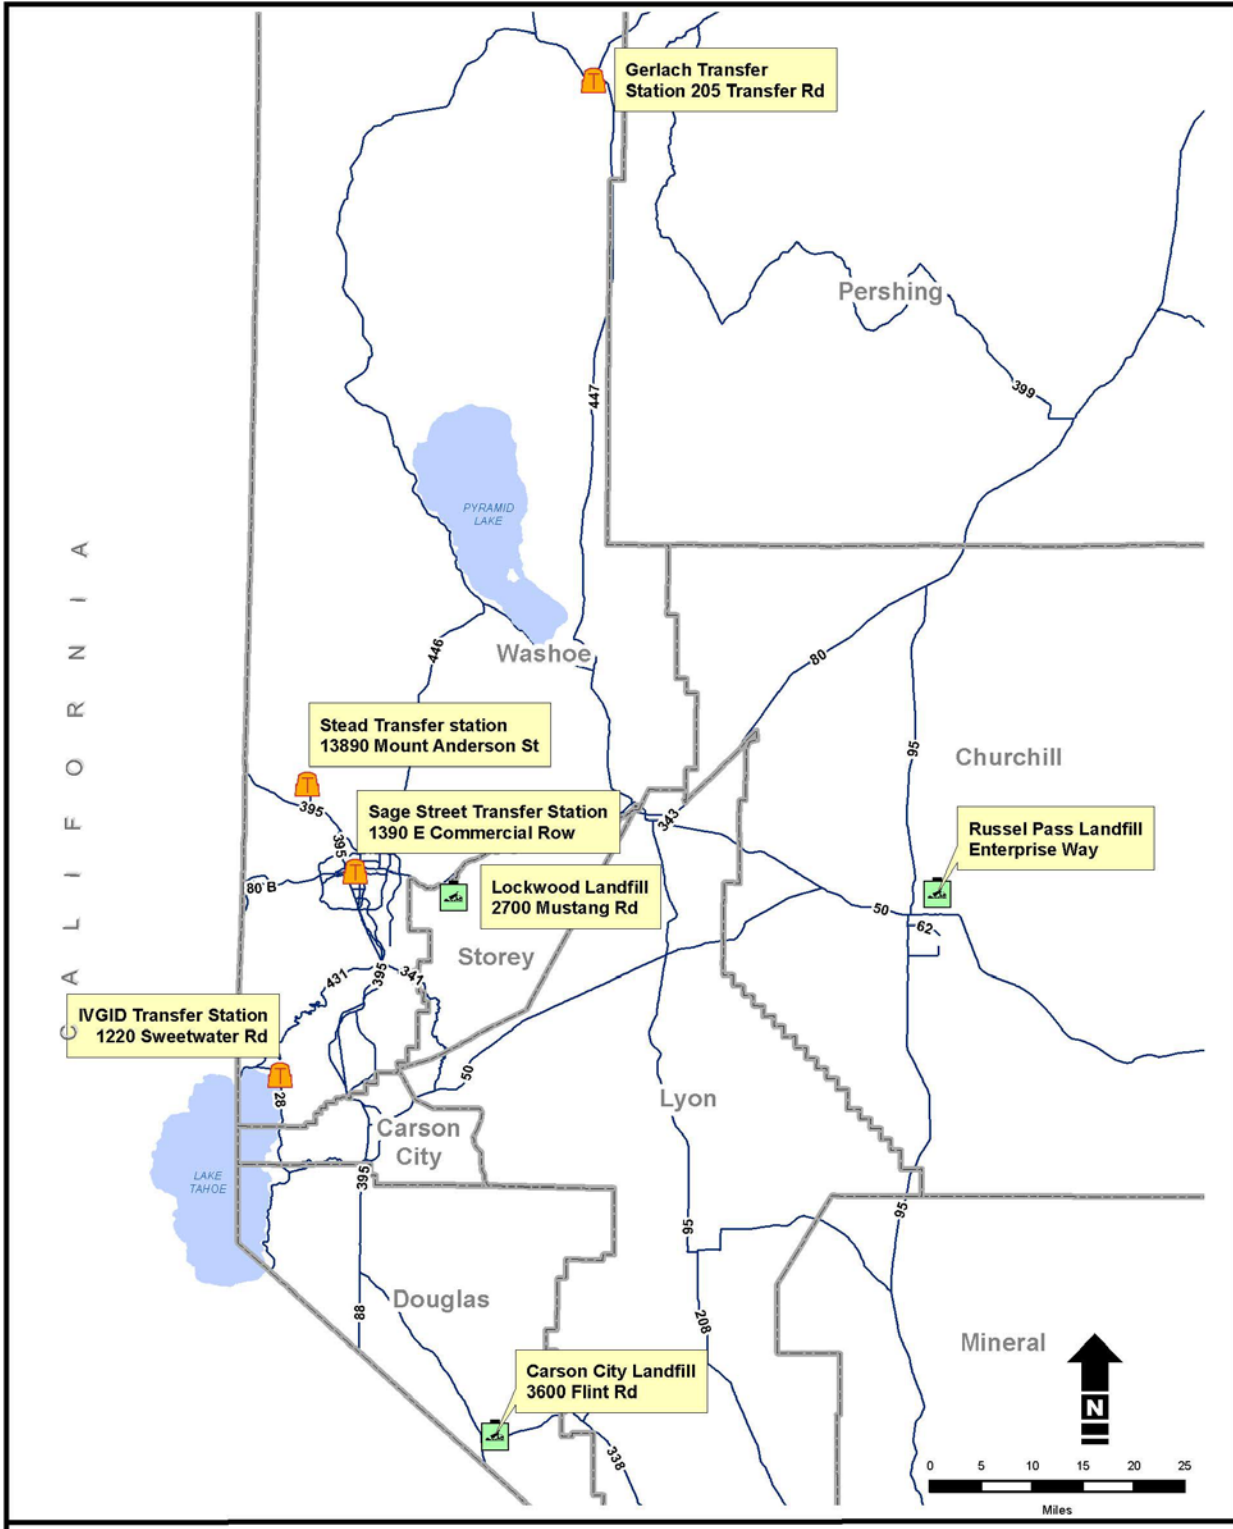 Gerlach Transfer
Station 205 Transfer Rd
Pershing
399
447
PYRAMID
LAKE
CALIFORNIA
446
Washoe
80
Stead Transfer station
13890 Mount Anderson St
95
Churchill
395
Sage Street Transfer Station
1390 E Commercial Row
343
395
Russel Pass Landfill
Enterprise Way
80 B
Lockwood Landfill
2700 Mustang Rd
50
62
Storey
431
395
341
IVGID Transfer Station
1220 Sweetwater Rd
50
28
Lyon
Carson
City
LAKE
TAHOE
395
95
95
Douglas
88
208
Mineral
Carson City Landfill
3600 Flint Rd
N
338
0 5 10 15 20 25
Miles